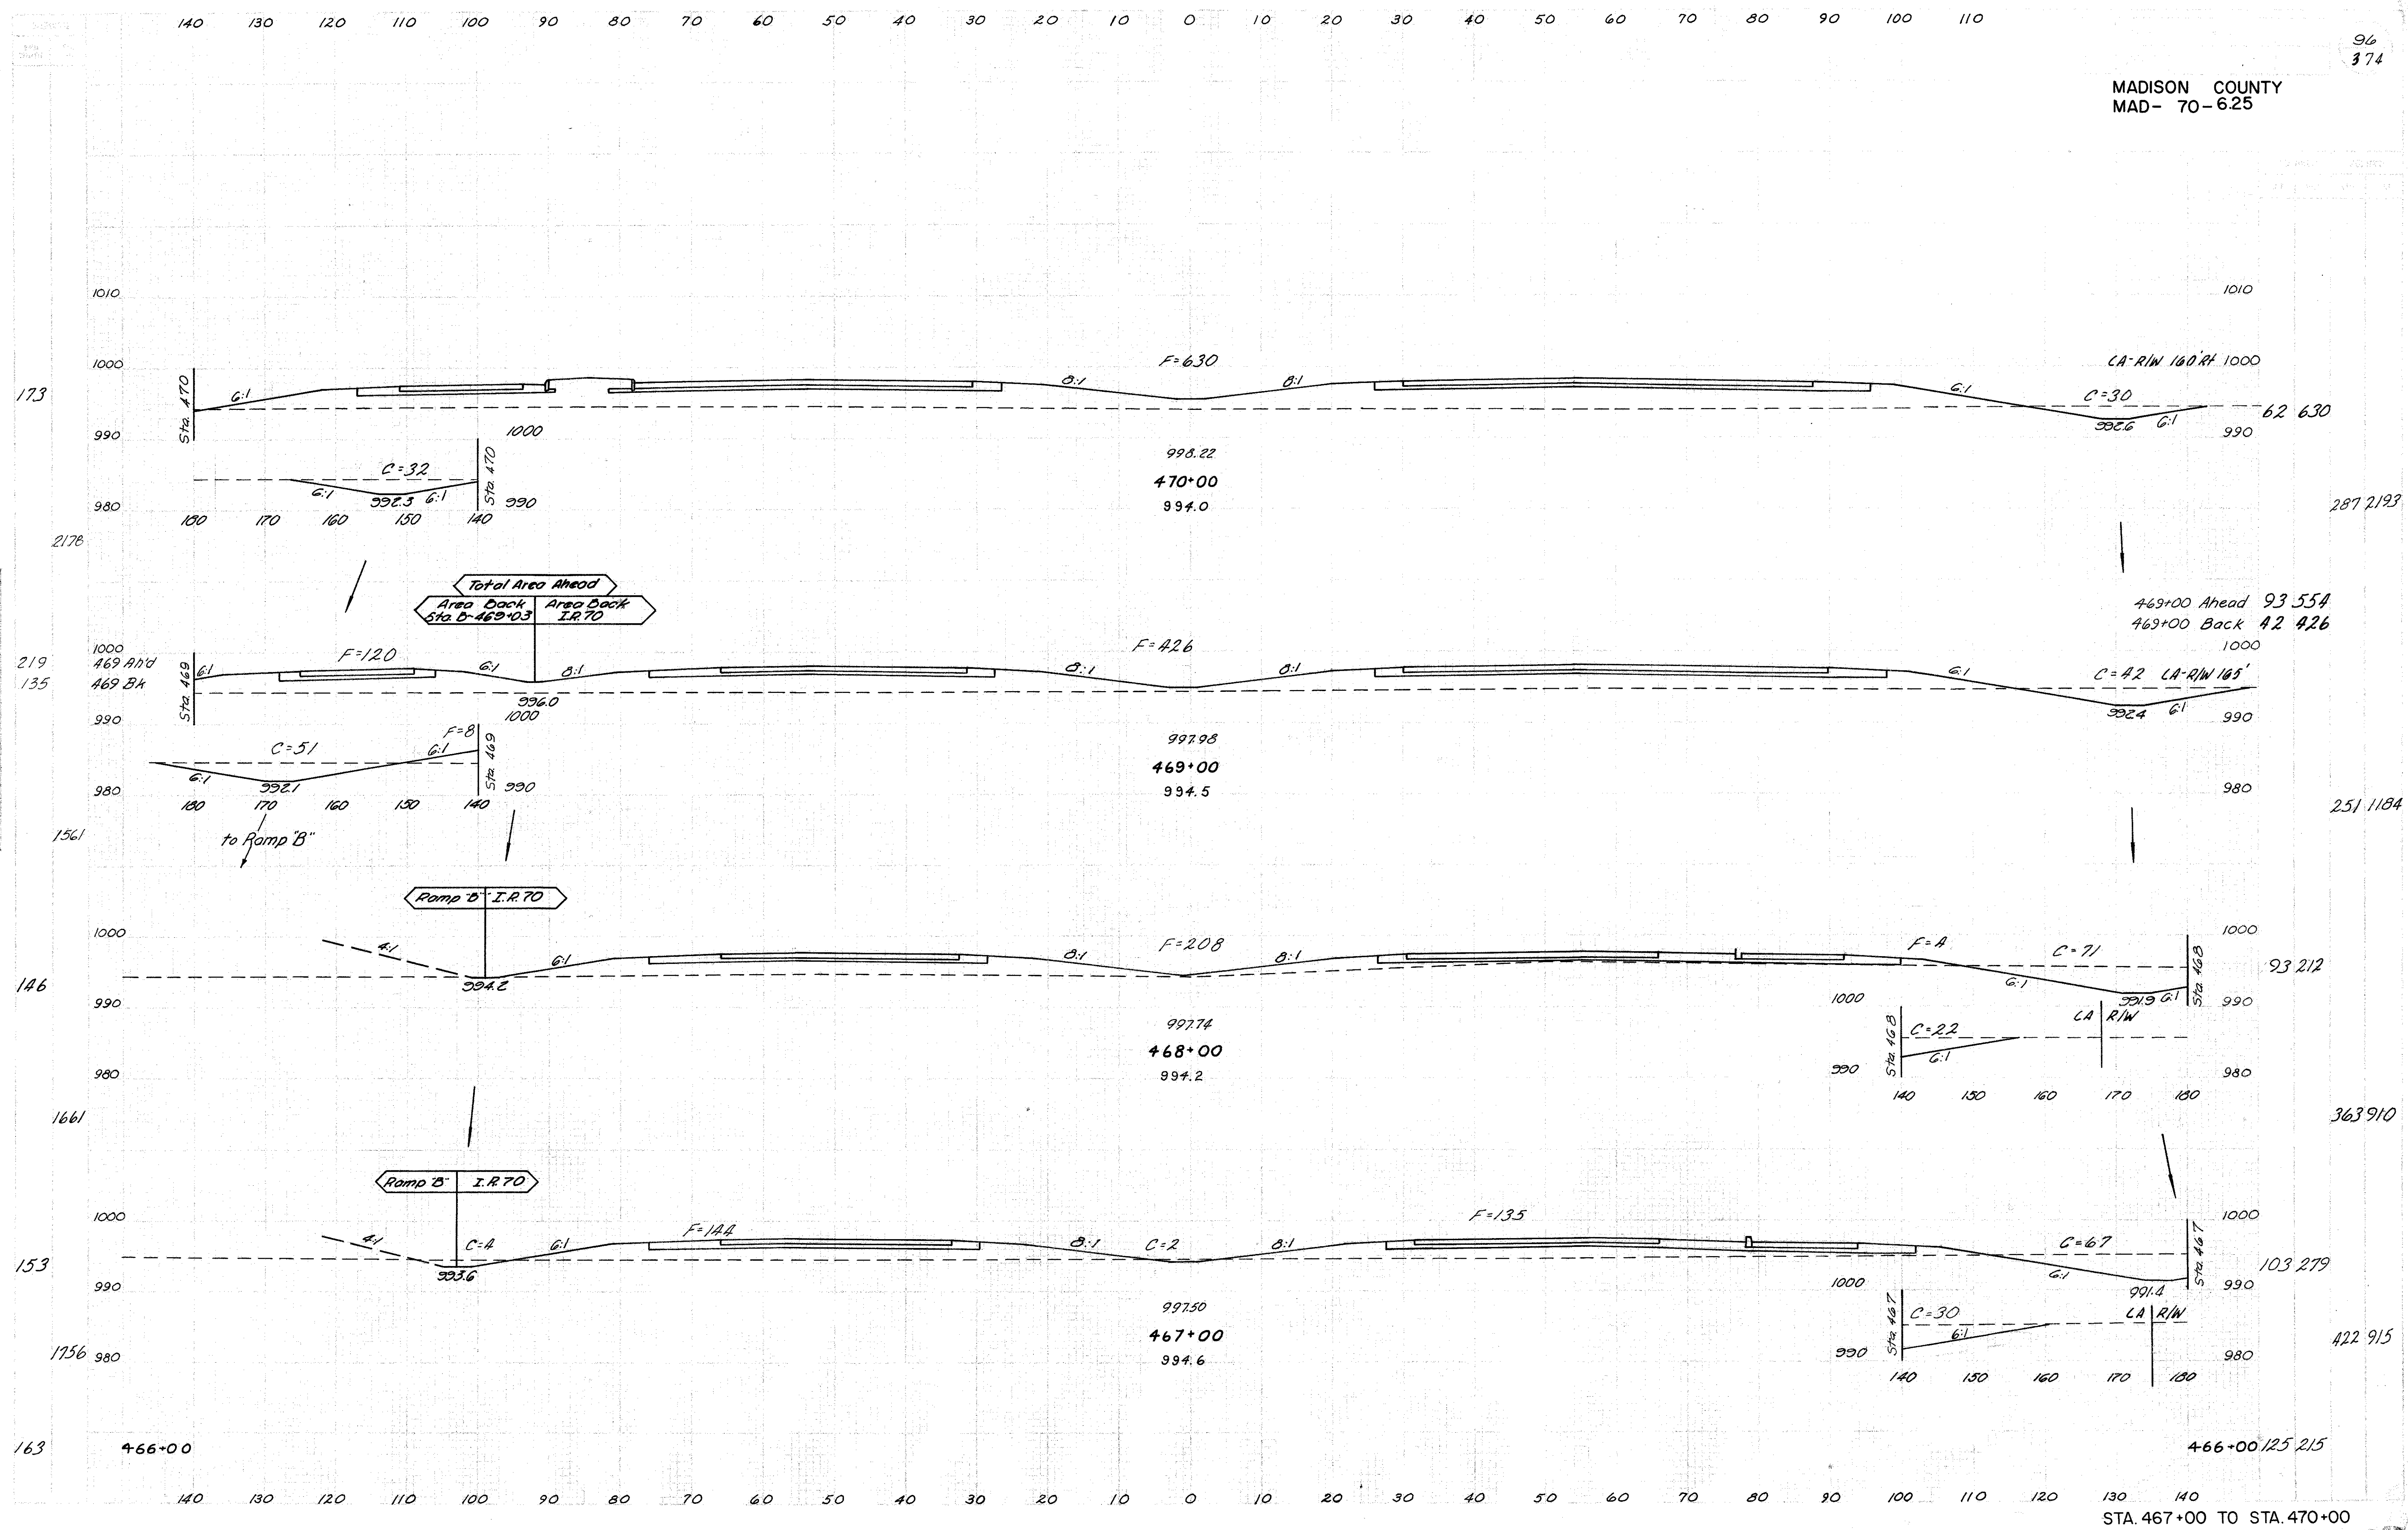 140 130 120 110 100 90 80 70 60 50 40 30 20 10 0 10 20 30 40 50 60 70 80 90 100 110
96
374
MADISON COUNTY
MAD- 70-6.25
1010 1010
1000 F=630 LA-R/W 160'Rt 1000
173 Sta. 470 6:1 8:1 8:1 6:1 C=30 62 630
990 1000 992.6 6:1 990
C=32 Sta. 470 998.22
6:1 992.3 6:1 470+00
980 990 994.0 287 2193
180 170 160 150 140
2178
Total Area Ahead
Area Back Area Back
Sta. B-469+03 I.R.70
469+00 Ahead 93 554
469+00 Back 42 426
1000 F=120 F=426 1000
219 469 Ah'd 6:1 6:1 8:1 8:1 8:1 6:1 C=42 LA-R/W 165'
135 469 Bk Sta. 469
996.0 992.4 6:1
990 1000 990
F=8 Sta. 469
C=51 6:1 997.98
6:1 992.1 469+00
980 990 994.5 980
180 170 160 150 140 251 1184
1561 to Ramp "B"
Ramp "B" I.R.70
1000 4:1 F=208 F=4 C=71 1000
6:1 8:1 8:1 6:1 Sta. 468 93 212
146 994.2 991.9 6:1
990 1000 990
997.74 Sta. 468 C=22 LA R/W
468+00 6:1
980 994.2 990 980
140 150 160 170 180
1661 363 910
Ramp "B" I.R.70
1000 F=144 F=135 1000
4:1 C=4 6:1 8:1 C=2 8:1 C=67 Sta. 467
153 993.6 6:1 103 279
990 1000 991.4 990
997.50 Sta. 467 C=30 LA R/W
467+00 6:1 422 915
1756 980 994.6 990 980
140 150 160 170 180
163 466+00 466+00 125 215
140 130 120 110 100 90 80 70 60 50 40 30 20 10 0 10 20 30 40 50 60 70 80 90 100 110 120 130 140
STA. 467+00 TO STA. 470+00